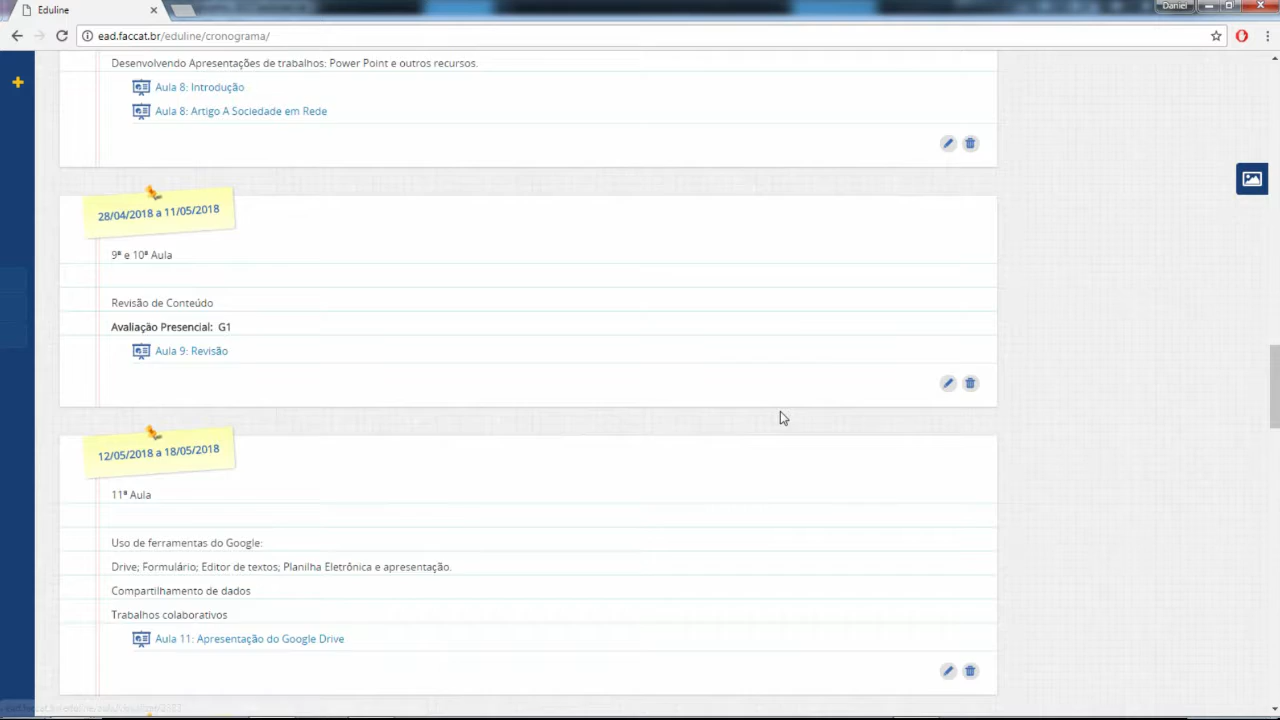 Eduline
Daniel
ead.faccat.br/eduline/cronograma/
Desenvolvendo Apresentações de trabalhos: Power Point e outros recursos.
Aula 8: Introdução
Aula 8: Artigo A Sociedade em Rede
28/04/2018 a 11/05/2018
9ª e 10ª Aula
Revisão de Conteúdo
Avaliação Presencial: G1
Aula 9: Revisão
12/05/2018 a 18/05/2018
11ª Aula
Uso de ferramentas do Google:
Drive; Formulário; Editor de textos; Planilha Eletrônica e apresentação.
Compartilhamento de dados
Trabalhos colaborativos
Aula 11: Apresentação do Google Drive